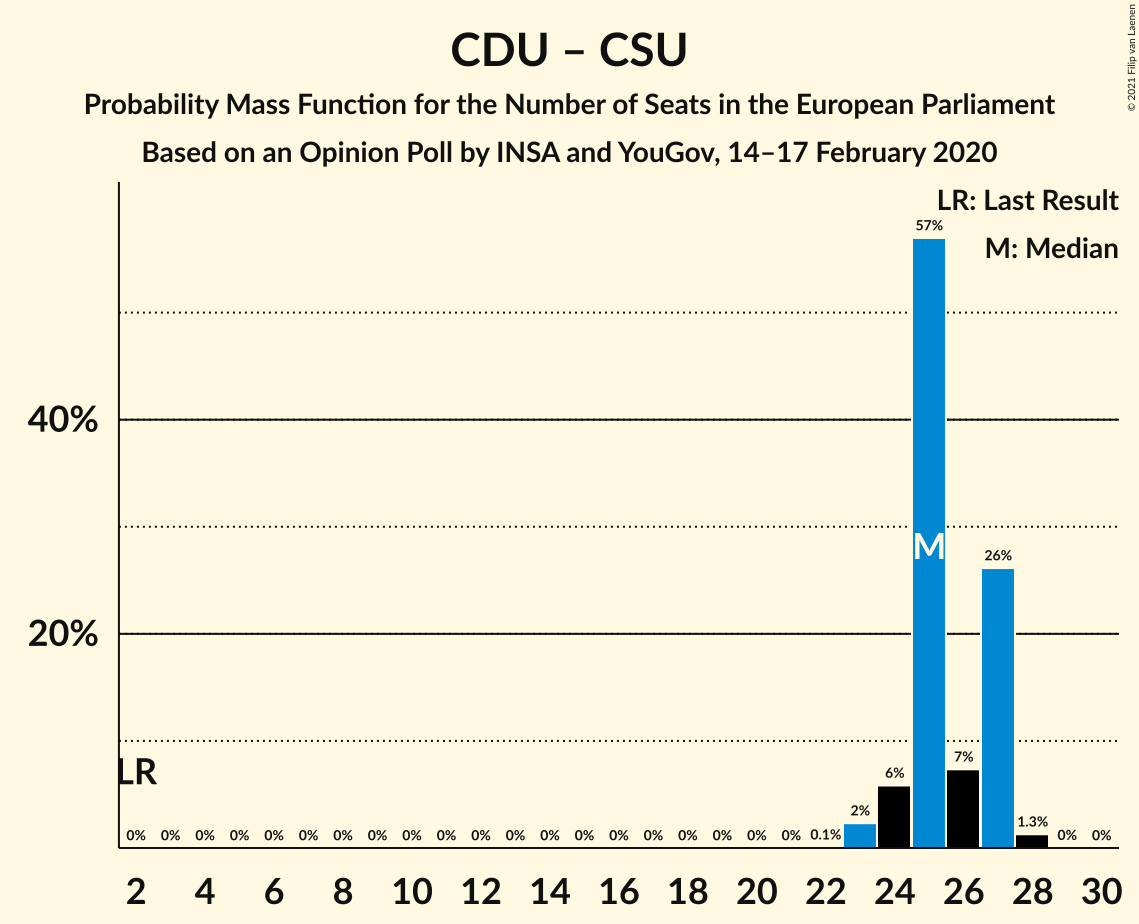 CDU – CSU
Probability Mass Function for the Number of Seats in the European Parliament
Based on an Opinion Poll by INSA and YouGov, 14–17 February 2020
© 2021 Filip van Laenen
LR: Last Result
57%
M: Median
40%
M
26%
20%
LR
7%
6%
2%
1.3%
0% 0% 0% 0% 0% 0% 0% 0% 0% 0% 0% 0% 0% 0% 0% 0% 0% 0% 0% 0% 0.1% 0% 0%
2 4 6 8 10 12 14 16 18 20 22 24 26 28 30